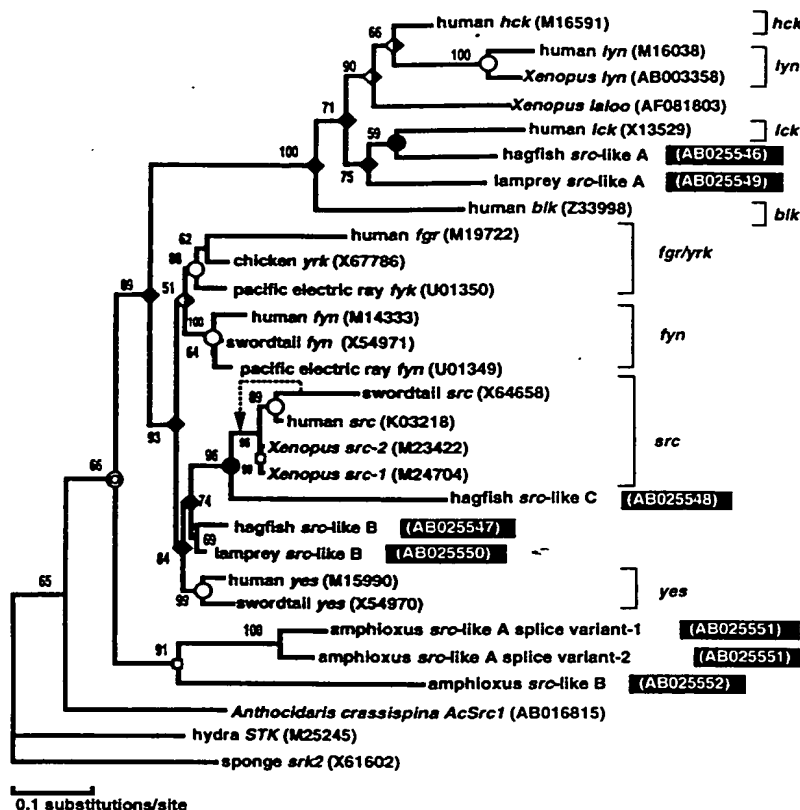 66
human hck (M16591)
hck
100
human lyn (M16038)
lyn
90
Xenopus lyn (AB003358)
71
Xenopus laloo (AF081803)
59
human lck (X13529)
lck
100
hagfish src-like A (AB025546)
75
lamprey src-like A (AB025549)
human blk (Z33998)
blk
62
human fgr (M19722)
fgr/yrk
88
chicken yrk (X67786)
89
51
pacific electric ray fyk (U01350)
100
human fyn (M14333)
fyn
64
swordtail fyn (X54971)
pacific electric ray fyn (U01349)
89
swordtail src (X64658)
93
human src (K03218)
src
96
98
Xenopus src-2 (M23422)
Xenopus src-1 (M24704)
66
hagfish src-like C (AB025548)
74
hagfish src-like B (AB025547)
69
84
lamprey src-like B (AB025550)
65
human yes (M15990)
yes
99
swordtail yes (X54970)
100
amphioxus src-like A splice variant-1 (AB025551)
91
amphioxus src-like A splice variant-2 (AB025551)
amphioxus src-like B (AB025552)
Anthocidaris crassispina AcSrc1 (AB016815)
hydra STK (M25245)
sponge srk2 (X61602)
0.1 substitutions/site